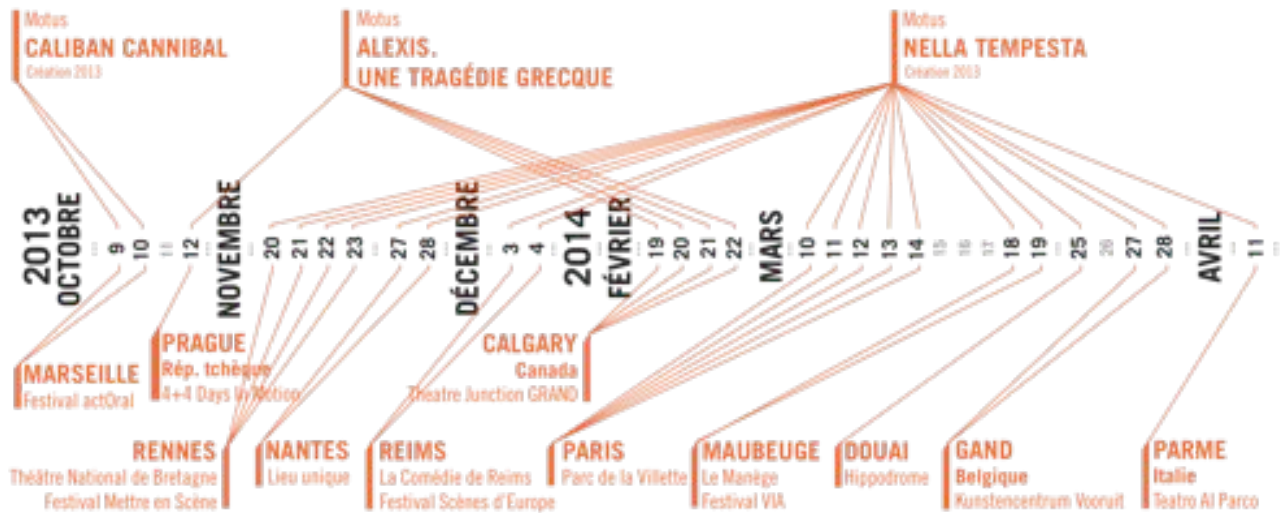 Motus
CALIBAN CANNIBAL
Création 2013
Motus
ALEXIS.
UNE TRAGÉDIE GRECQUE
Motus
NELLA TEMPESTA
Création 2013
2013
OCTOBRE
9
10
11
12
NOVEMBRE
20
21
22
23
27
28
DÉCEMBRE
3
4
2014
FÉVRIER
19
20
21
22
MARS
10
11
12
13
14
15
16
17
18
19
25
26
27
28
AVRIL
11
MARSEILLE
Festival actOral
PRAGUE
Rép. tchèque
4+4 Days In Motion
CALGARY
Canada
Theatre Junction GRAND
RENNES
Théâtre National de Bretagne
Festival Mettre en Scène
NANTES
Lieu unique
REIMS
La Comédie de Reims
Festival Scènes d'Europe
PARIS
Parc de la Villette
MAUBEUGE
Le Manège
Festival VIA
DOUAI
Hippodrome
GAND
Belgique
Kunstencentrum Vooruit
PARME
Italie
Teatro Al Parco